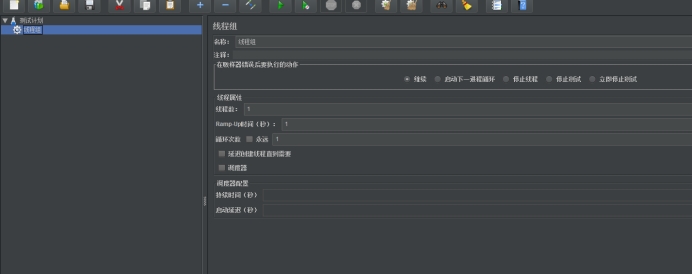 测试计划
线程组
线程组
名称： 线程组
注释：
在取样器错误后要执行的动作
继续 启动下一进程循环 停止线程 停止测试 立即停止测试
线程属性
线程数： 1
Ramp-Up时间（秒）： 1
循环次数 永远 1
延迟创建线程直到需要
调度器
调度器配置
持续时间（秒）
启动延迟（秒）